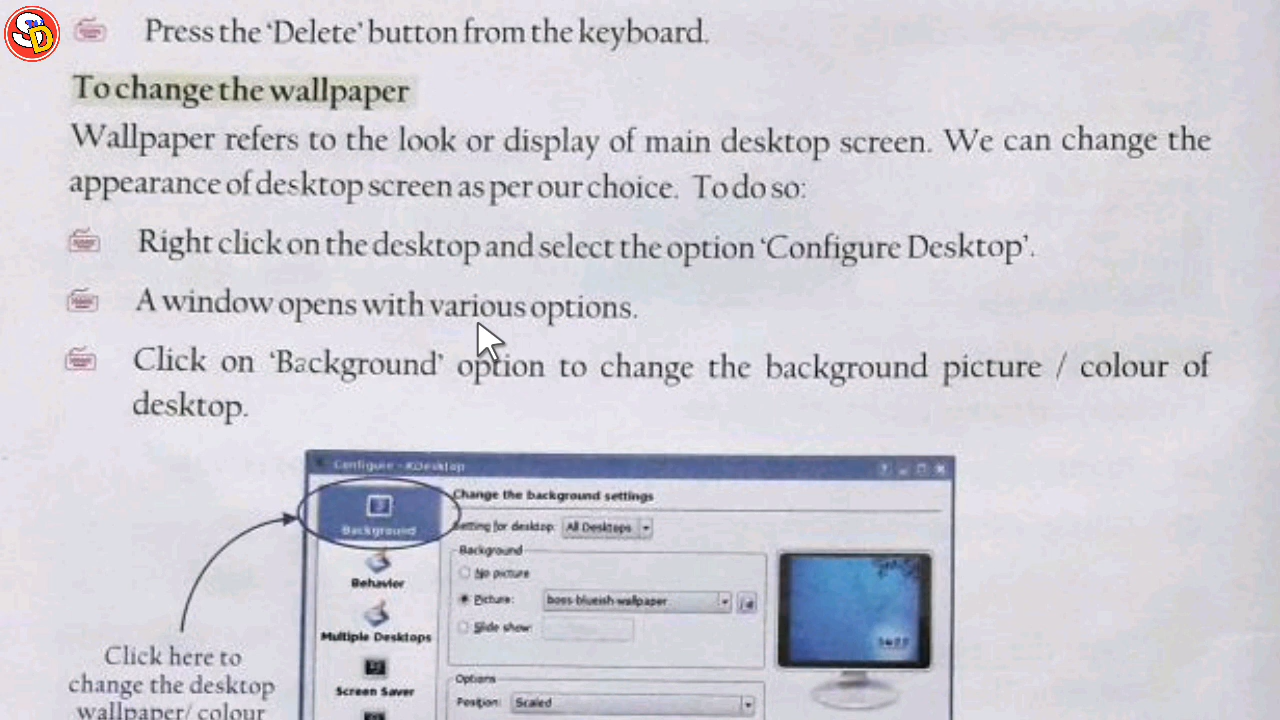 SD
Press the ‘Delete’ button from the keyboard.
To change the wallpaper
Wallpaper refers to the look or display of main desktop screen. We can change the
appearance of desktop screen as per our choice. To do so:
Right click on the desktop and select the option ‘Configure Desktop’.
A window opens with various options.
Click on ‘Background’ option to change the background picture / colour of
desktop.
Configure - KDesktop
Background
Behavior
Multiple Desktops
Screen Saver
Change the background settings
Setting for desktop: All Desktops
Background
No picture
Picture: boss-blueish-wallpaper
Slide show:
Options
Position: Scaled
Click here to
change the desktop
wallpaper/ colour